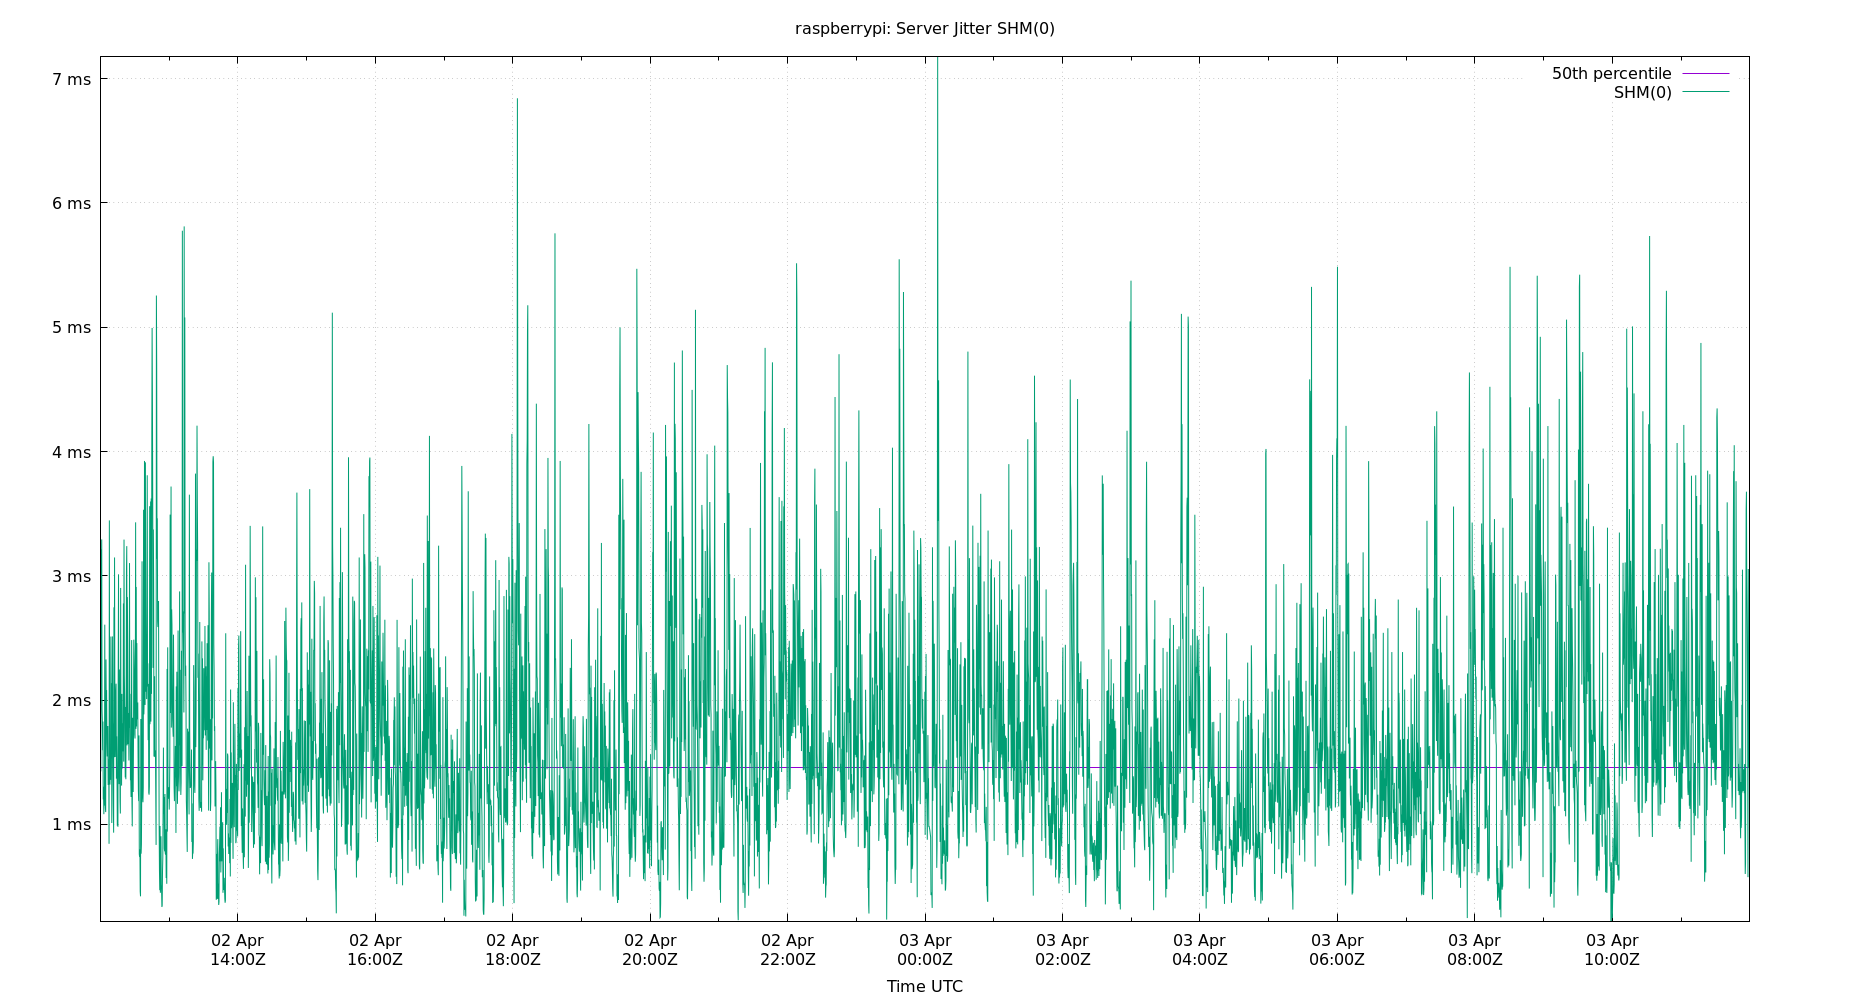 raspberrypi: Server Jitter SHM(0)
7 ms
50th percentile
SHM(0)
6 ms
5 ms
4 ms
3 ms
2 ms
1 ms
02 Apr 02 Apr 02 Apr 02 Apr 02 Apr 03 Apr 03 Apr 03 Apr 03 Apr 03 Apr 03 Apr
14:00Z 16:00Z 18:00Z 20:00Z 22:00Z 00:00Z 02:00Z 04:00Z 06:00Z 08:00Z 10:00Z
Time UTC